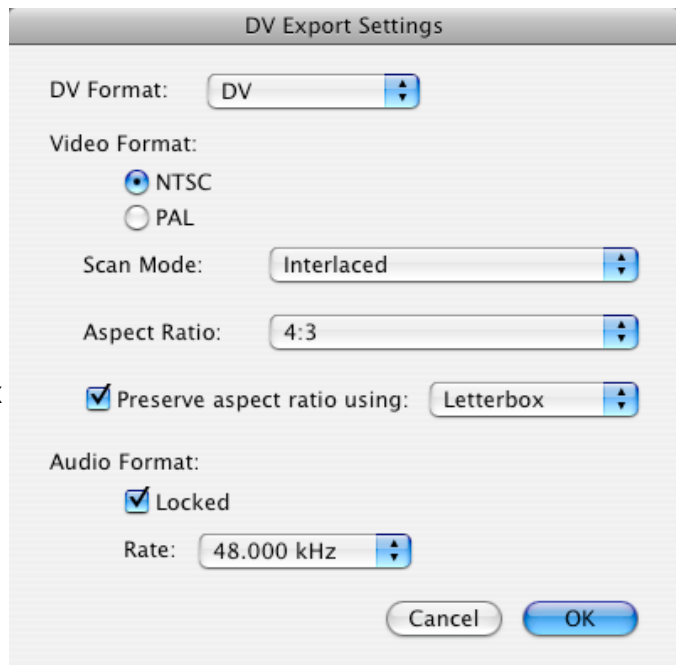 DV Export Settings
DV Format: DV
Video Format:
NTSC
PAL
Scan Mode: Interlaced
Aspect Ratio: 4:3
Preserve aspect ratio using: Letterbox
Audio Format:
Locked
Rate: 48.000 kHz
Cancel OK